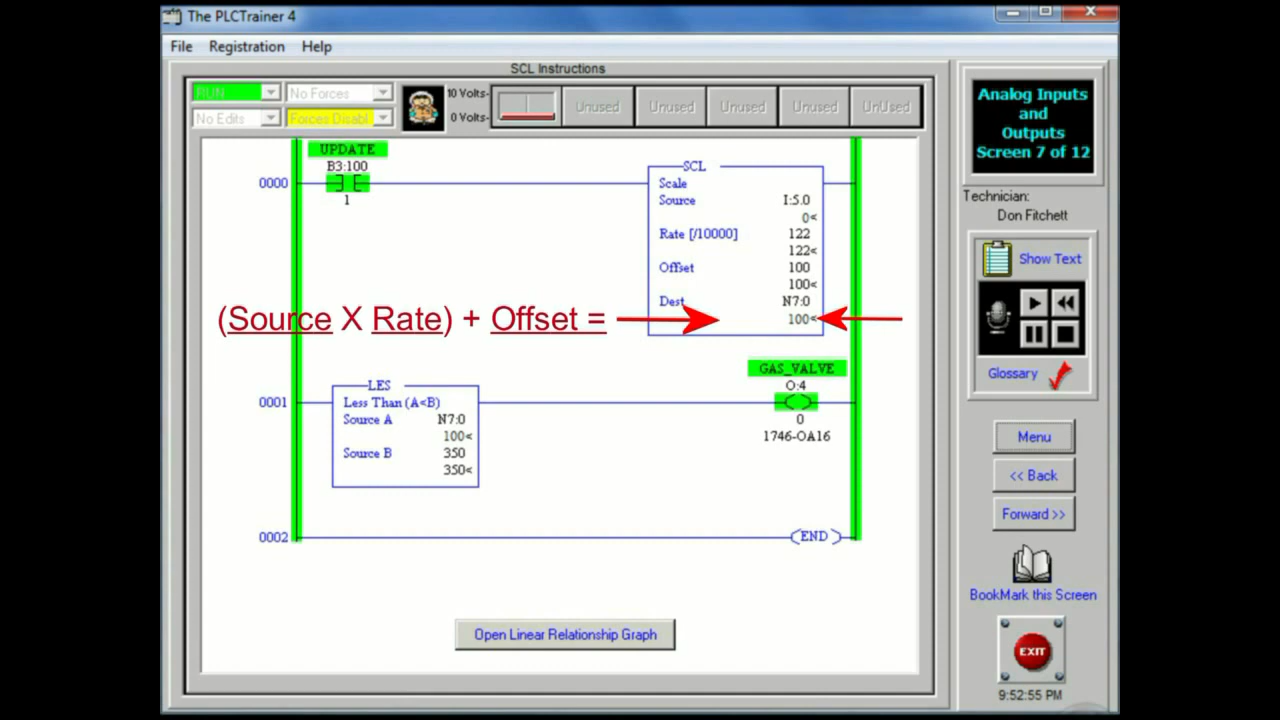 The PLCTrainer 4
File Registration Help
SCL Instructions
RUN
No Forces
No Edits
Forces Disabl
10 Volts-
0 Volts-
Unused
Unused
Unused
Unused
UnUsed
UPDATE
B3:100
0000
1
SCL
Scale
Source I:5.0
0<
Rate [/10000] 122
122<
Offset 100
100<
Dest N7:0
100<
(Source X Rate) + Offset =
LES
0001
Less Than (A<B)
Source A N7:0
100<
Source B 350
350<
GAS_VALVE
O:4
0
1746-OA16
0002
END
Open Linear Relationship Graph
Analog Inputs
and
Outputs
Screen 7 of 12
Technician:
Don Fitchett
Show Text
Glossary
Menu
<< Back
Forward >>
BookMark this Screen
EXIT
9:52:55 PM